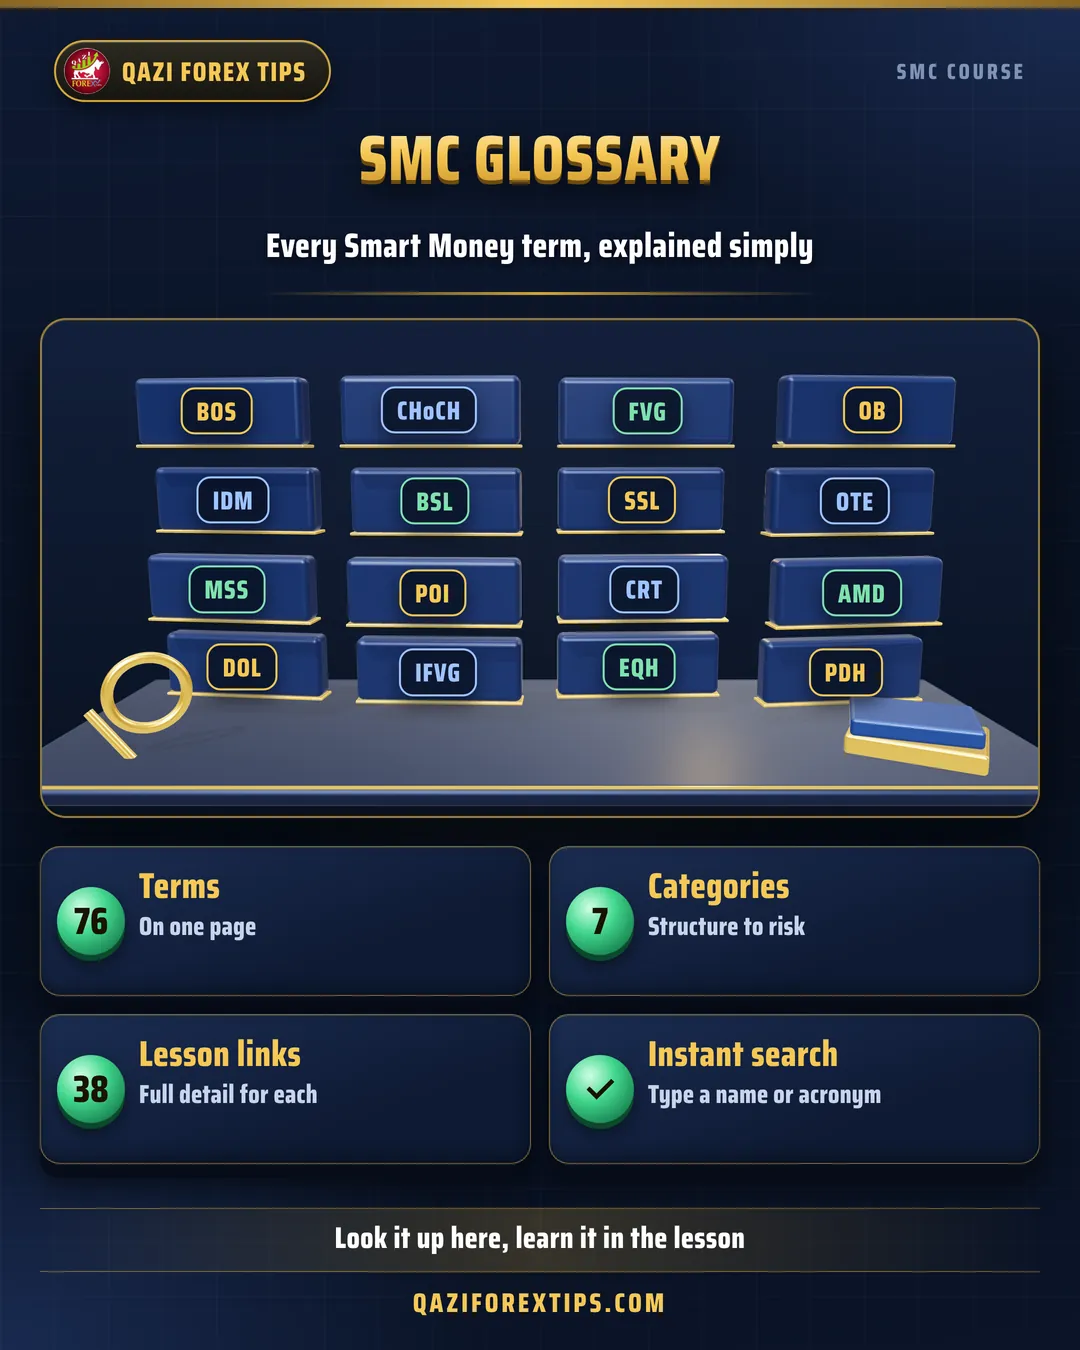 QAZI FOREX TIPS
SMC COURSE
SMC GLOSSARY
Every Smart Money term, explained simply
BOS
CHoCH
FVG
OB
IDM
BSL
SSL
OTE
MSS
POI
CRT
AMD
DOL
IFVG
EQH
PDH
76
Terms
On one page
7
Categories
Structure to risk
38
Lesson links
Full detail for each
Instant search
Type a name or acronym
Look it up here, learn it in the lesson
QAZIFOREXTIPS.COM